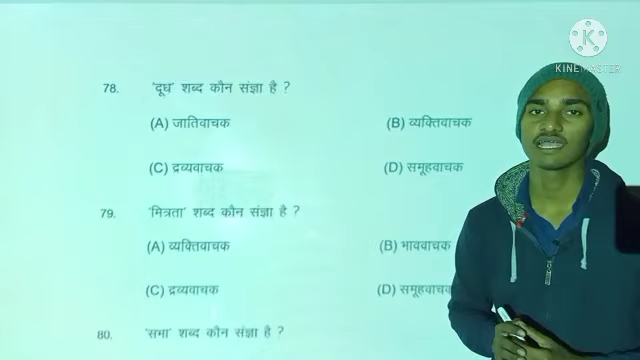 KINEMASTER
78. 'दूध' शब्द कौन संज्ञा है ?
(A) जातिवाचक (B) व्यक्तिवाचक
(C) द्रव्यवाचक (D) समूहवाचक
79. 'मित्रता' शब्द कौन संज्ञा है ?
(A) व्यक्तिवाचक (B) भाववाचक
(C) द्रव्यवाचक (D) समूहवाचक
80. 'सभा' शब्द कौन संज्ञा है ?